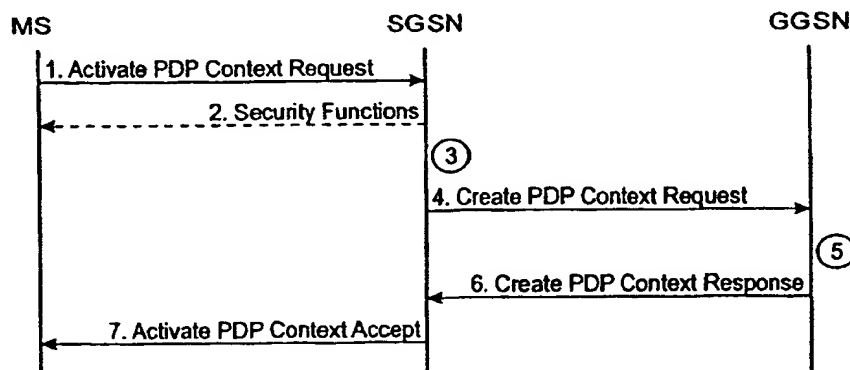 MS
SGSN
GGSN
1. Activate PDP Context Request
2. Security Functions
3
4. Create PDP Context Request
5
6. Create PDP Context Response
7. Activate PDP Context Accept